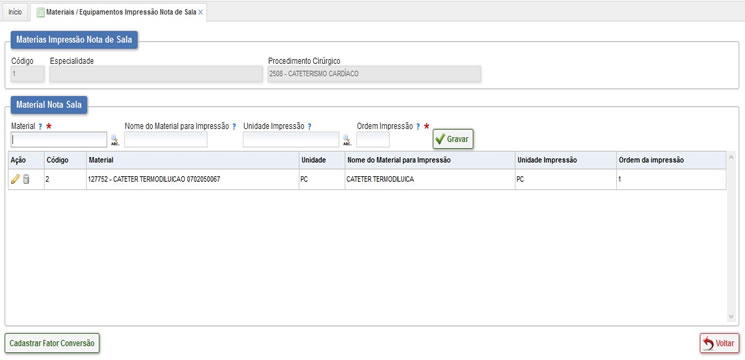 Início Materiais / Equipamentos Impressão Nota de Sala X
Materias Impressão Nota de Sala
Código Especialidade Procedimento Cirúrgico
1 2508 - CATETERISMO CARDÍACO
Material Nota Sala
Material ? * Nome do Material para Impressão ? Unidade Impressão ? Ordem Impressão ? *
ABC. ABC. Gravar
Ação Código Material Unidade Nome do Material para Impressão Unidade Impressão Ordem da impressão
2 127752 - CATETER TERMODILUICAO 0702050067 PC CATETER TERMODILUICA PC 1
Cadastrar Fator Conversão Voltar